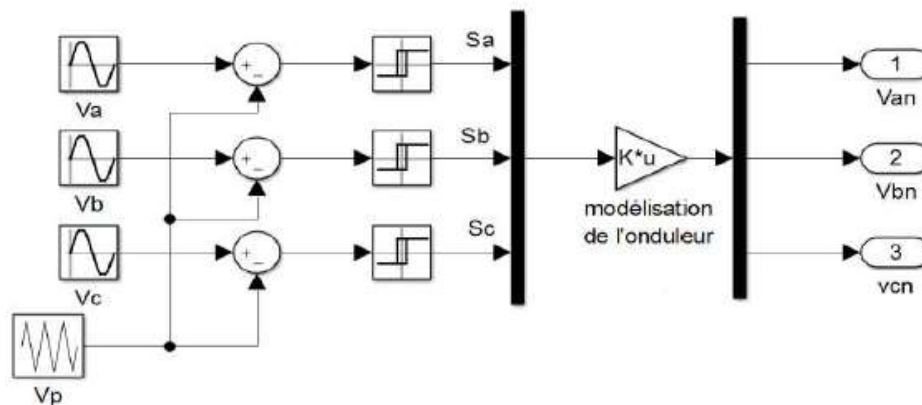 Va
Vb
Vc
Vp
+
−
+
−
+
−
Sa
Sb
Sc
K*u
modélisation
de l'onduleur
1
Van
2
Vbn
3
vcn